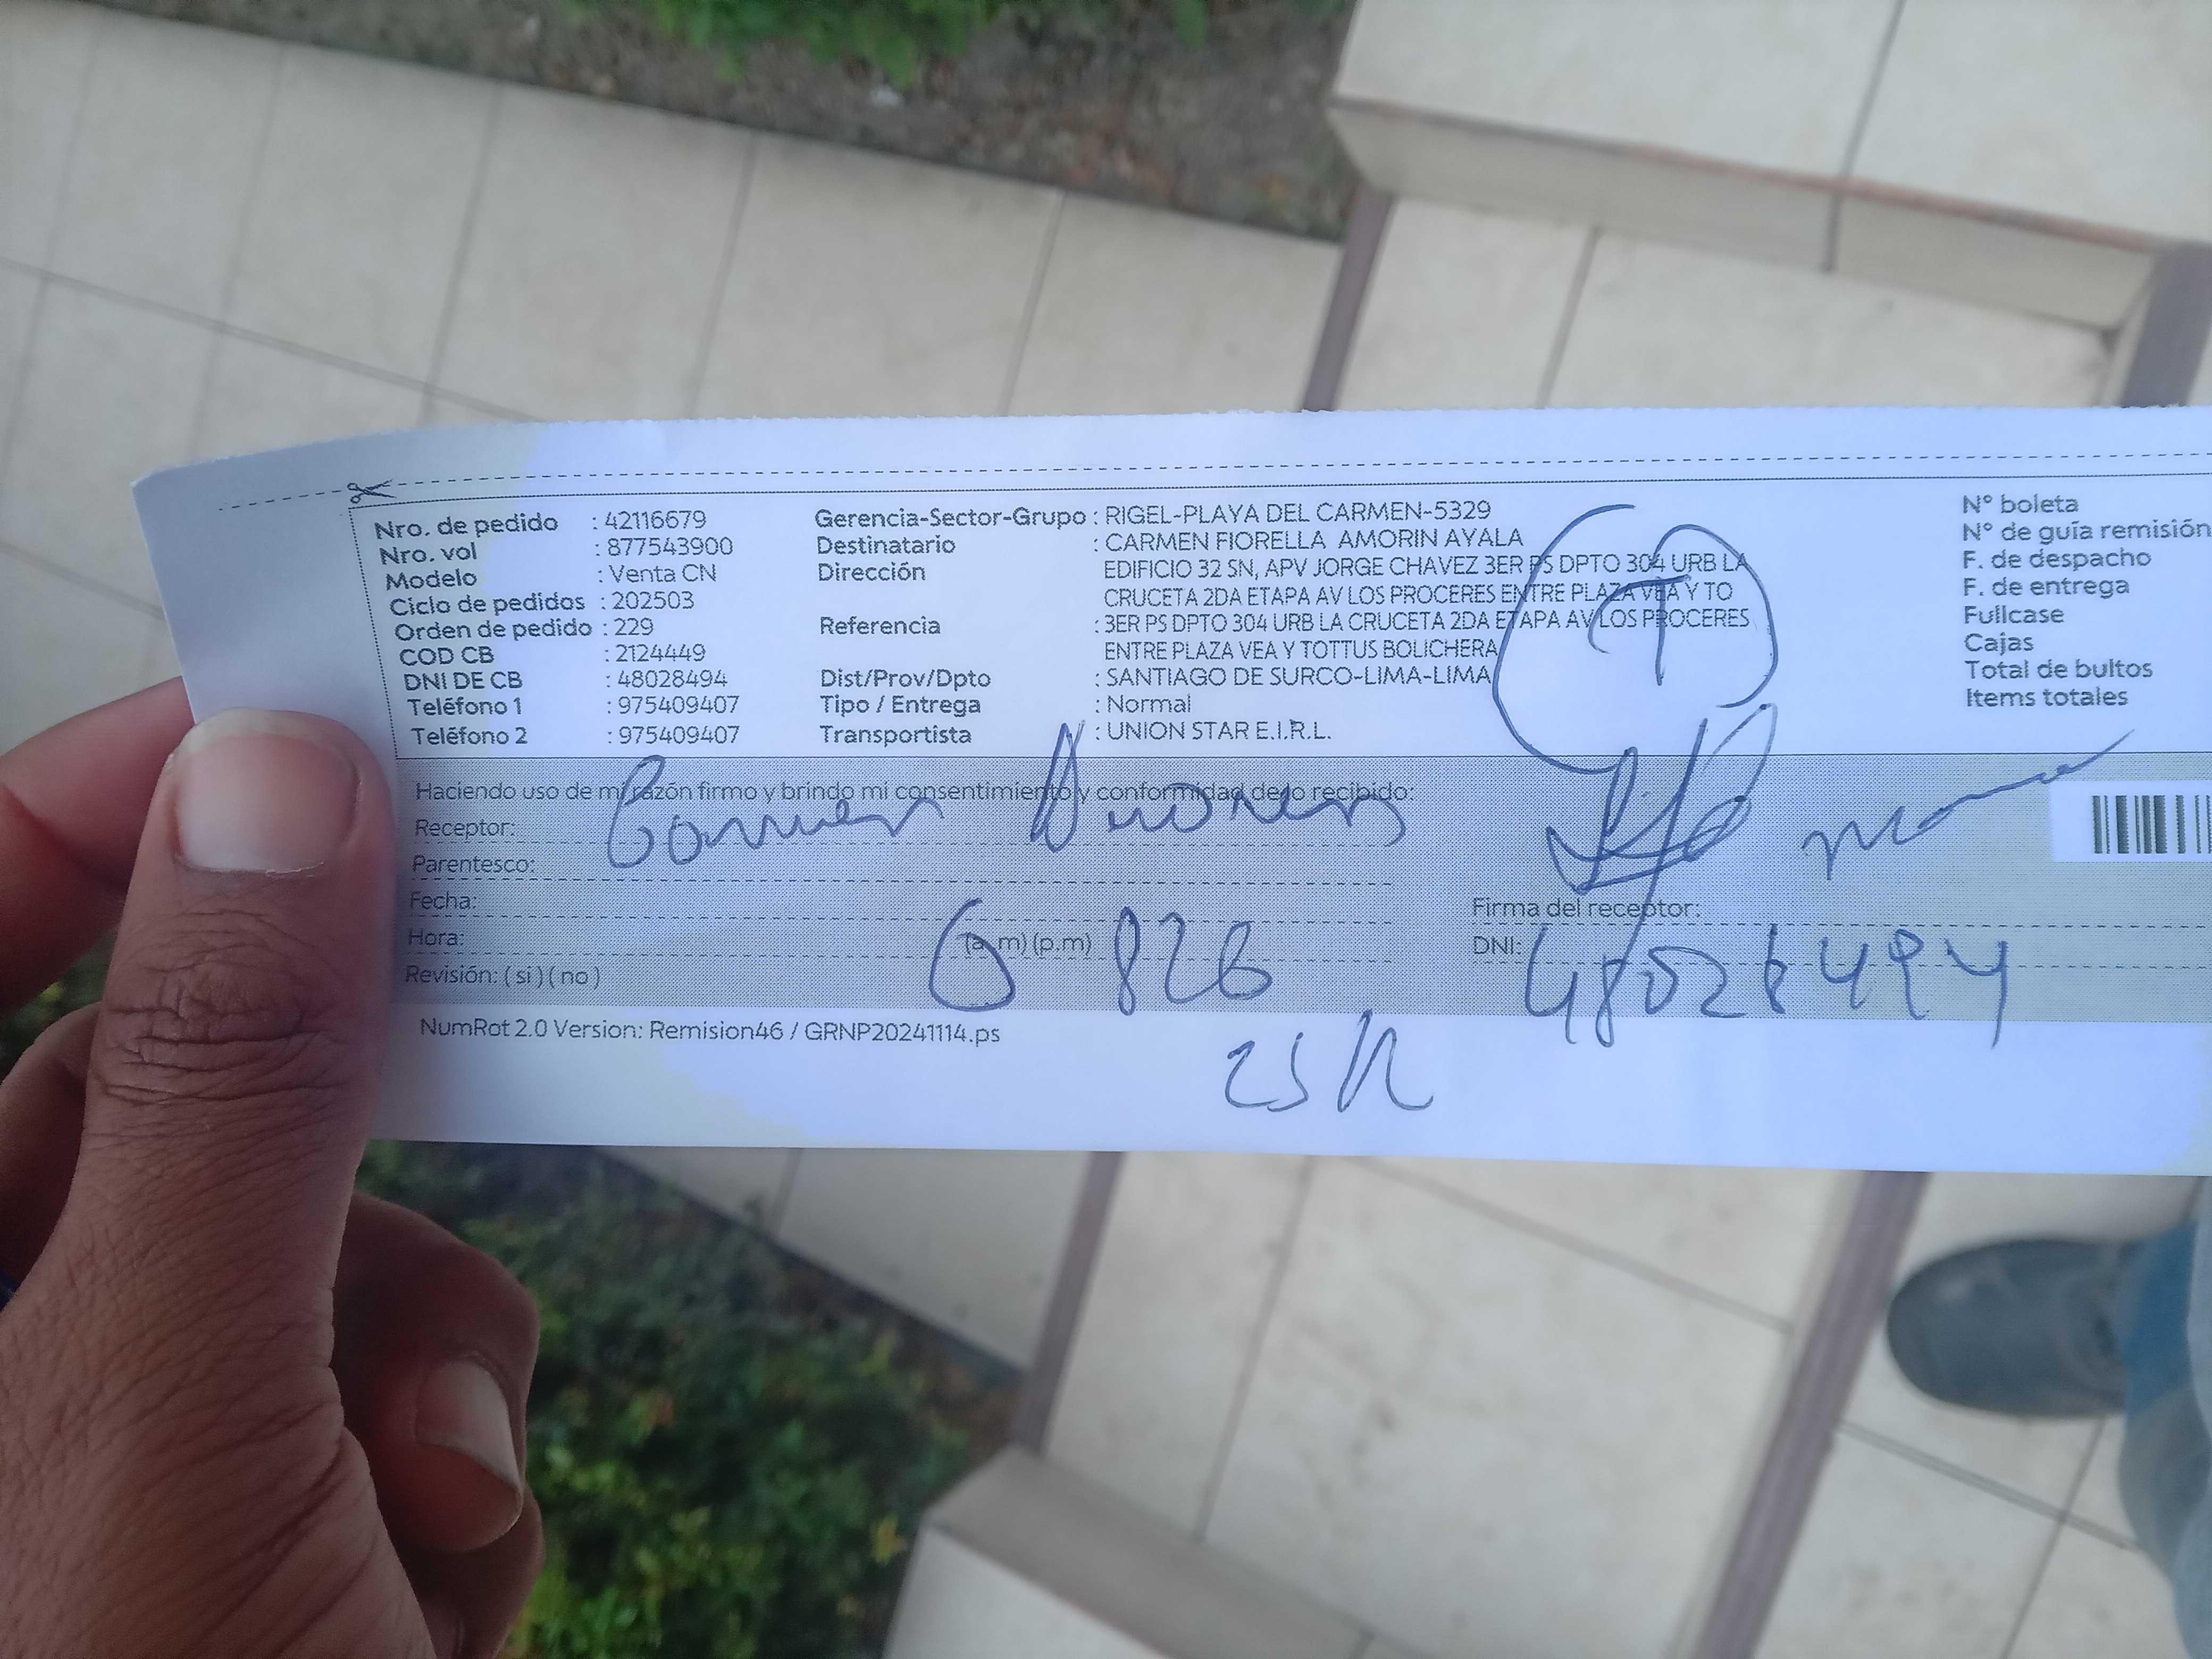 Nro. de pedido : 42116679
Nro. vol : 877543900
Modelo : Venta CN
Ciclo de pedidos : 202503
Orden de pedido : 229
COD CB : 2124449
DNI DE CB : 48028494
Teléfono 1 : 975409407
Teléfono 2 : 975409407
Gerencia-Sector-Grupo : RIGEL-PLAYA DEL CARMEN-5329
Destinatario : CARMEN FIORELLA AMORIN AYALA
Dirección EDIFICIO 32 SN, APV JORGE CHAVEZ 3ER PS DPTO 304 URB LA
CRUCETA 2DA ETAPA AV LOS PROCERES ENTRE PLAZA VEA Y TO
Referencia : 3ER PS DPTO 304 URB LA CRUCETA 2DA ETAPA AV LOS PROCERES
ENTRE PLAZA VEA Y TOTTUS BOLICHERA
Dist/Prov/Dpto : SANTIAGO DE SURCO-LIMA-LIMA
Tipo / Entrega : Normal
Transportista : UNION STAR E.I.R.L.
N° boleta
N° de guía remisión
F. de despacho
F. de entrega
Fullcase
Cajas
Total de bultos
Items totales
Haciendo uso de mi razón firmo y brindo mi consentimiento y conformidad de lo recibido:
Receptor: Carmen
Parentesco:
Fecha:
Hora: (a.m) (p.m)
Revisión: ( si ) ( no )
Firma del receptor:
DNI: 48028494
NumRot 2.0 Version: Remision46 / GRNP20241114.ps